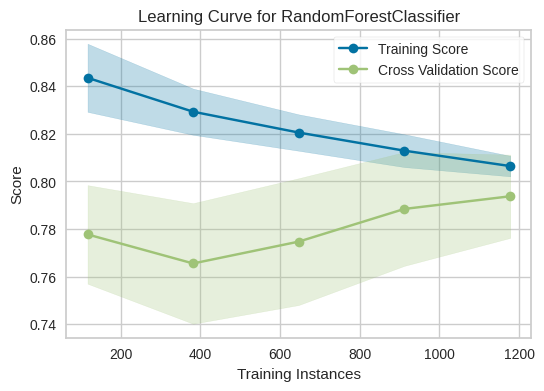 Learning Curve for RandomForestClassifier
Training Score
Cross Validation Score
0.86
0.84
0.82
0.80
0.78
0.76
0.74
Score
200
400
600
800
1000
1200
Training Instances